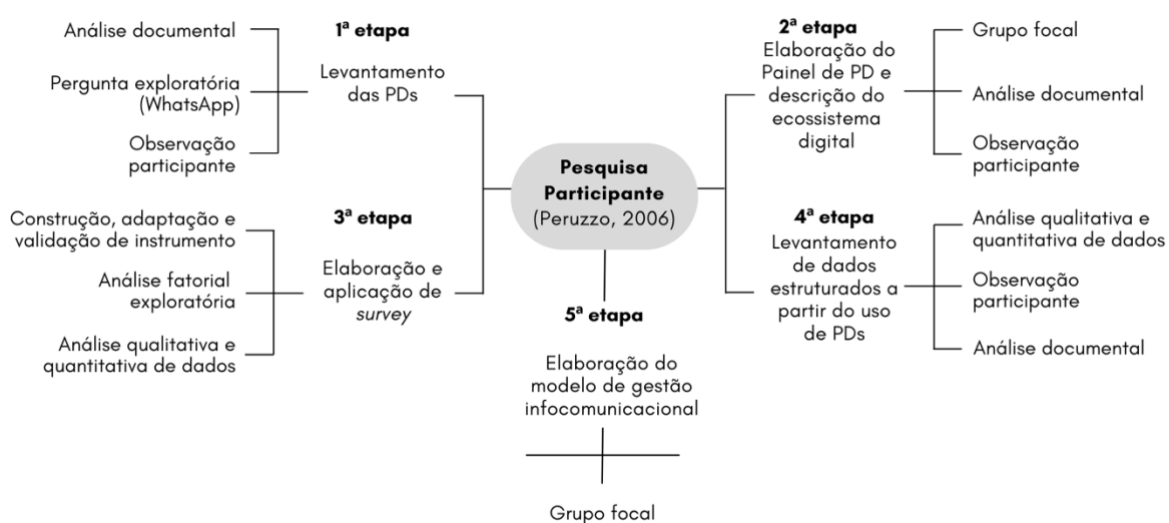 Análise documental
Pergunta exploratória
(WhatsApp)
Observação
participante
1ª etapa
Levantamento
das PDs
2ª etapa
Elaboração do
Painel de PD e
descrição do
ecossistema
digital
Grupo focal
Análise documental
Observação
participante
Pesquisa
Participante
(Peruzzo, 2006)
Construção, adaptação e
validação de instrumento
Análise fatorial
exploratória
Análise qualitativa e
quantitativa de dados
3ª etapa
Elaboração e
aplicação de
survey
4ª etapa
Levantamento
de dados
estruturados a
partir do uso
de PDs
Análise qualitativa e
quantitativa de dados
Observação
participante
Análise documental
5ª etapa
Elaboração do
modelo de gestão
infocomunicacional
Grupo focal